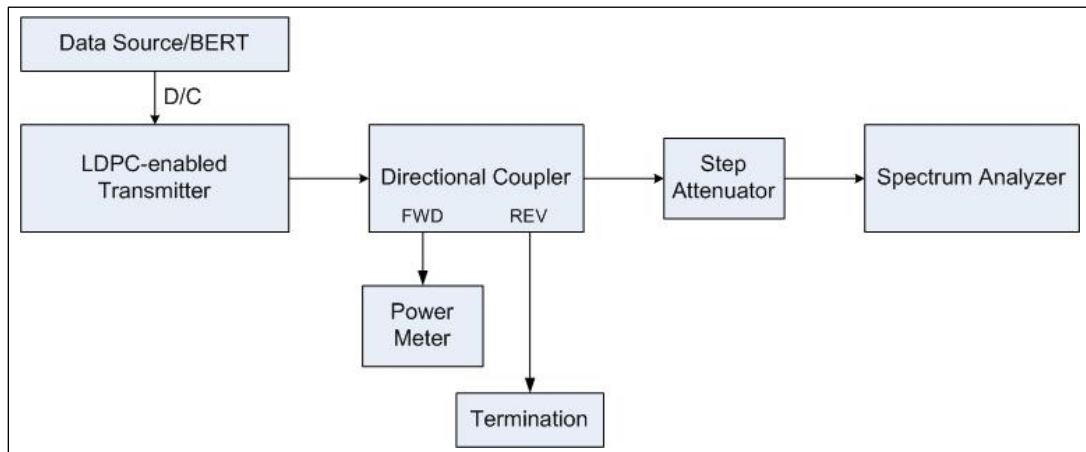 Data Source/BERT
D/C
LDPC-enabled
Transmitter
Directional Coupler
FWD
REV
Step
Attenuator
Spectrum Analyzer
Power
Meter
Termination